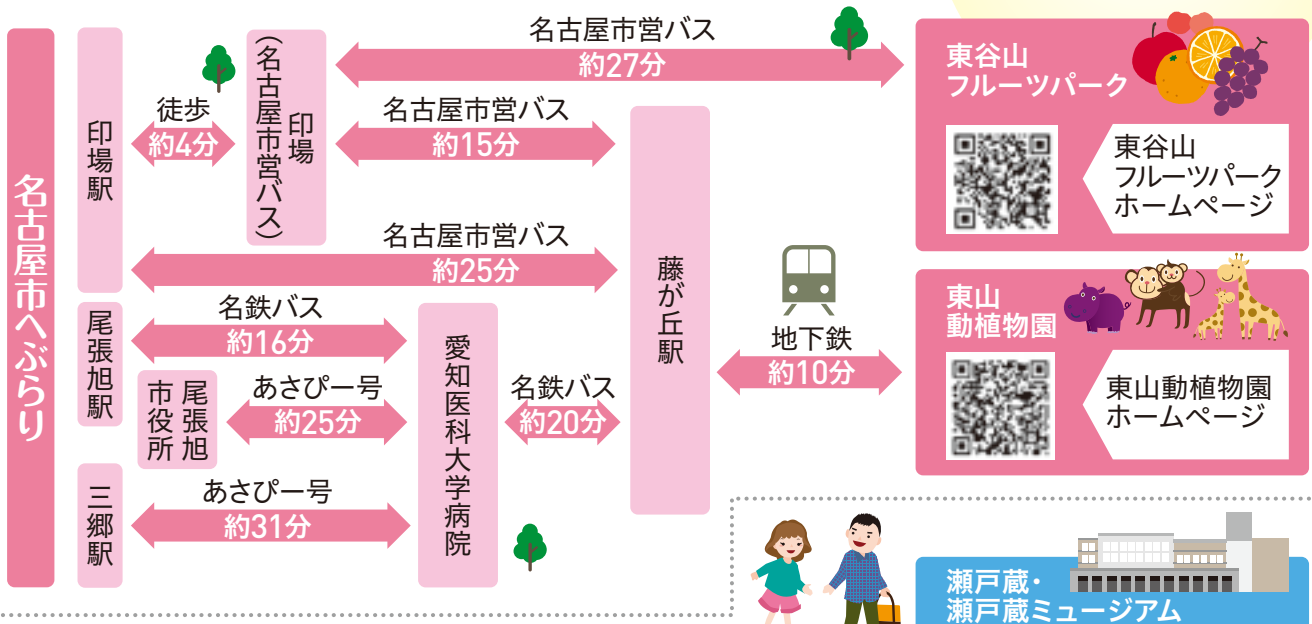 名古屋市へぶらり
印場駅
徒歩
約4分
印場
(名古屋市営バス)
名古屋市営バス
約27分
名古屋市営バス
約15分
名古屋市営バス
約25分
尾張旭駅
名鉄バス
約16分
尾張旭
市役所
あさぴー号
約25分
三郷駅
あさぴー号
約31分
愛知医科大学病院
名鉄バス
約20分
藤が丘駅
地下鉄
約10分
東谷山
フルーツパーク
東谷山
フルーツパーク
ホームページ
東山
動植物園
東山動植物園
ホームページ
瀬戸蔵・
瀬戸蔵ミュージアム